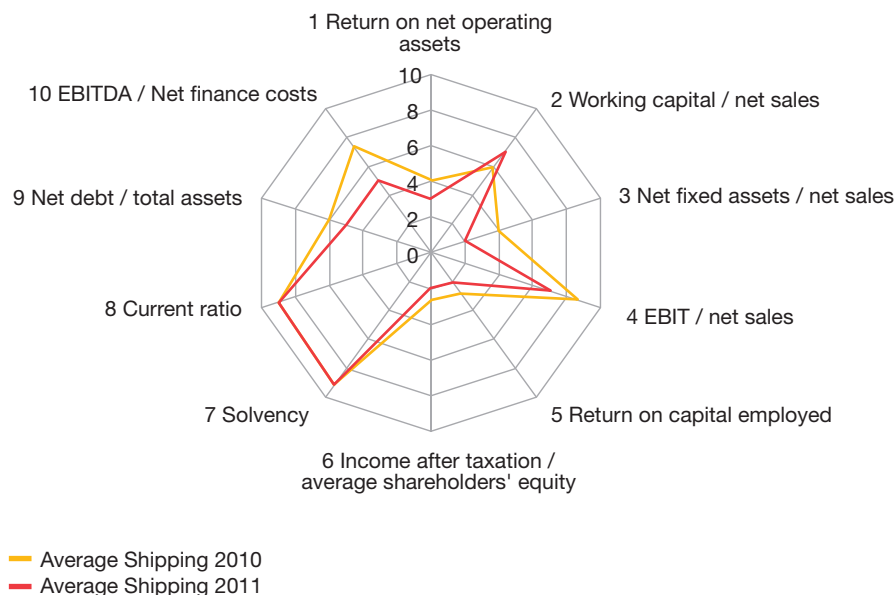 1 Return on net operating
assets
10 EBITDA / Net finance costs
2 Working capital / net sales
3 Net fixed assets / net sales
9 Net debt / total assets
10
8
6
4
2
0
8 Current ratio
4 EBIT / net sales
7 Solvency
5 Return on capital employed
6 Income after taxation /
average shareholders' equity
Average Shipping 2010
Average Shipping 2011